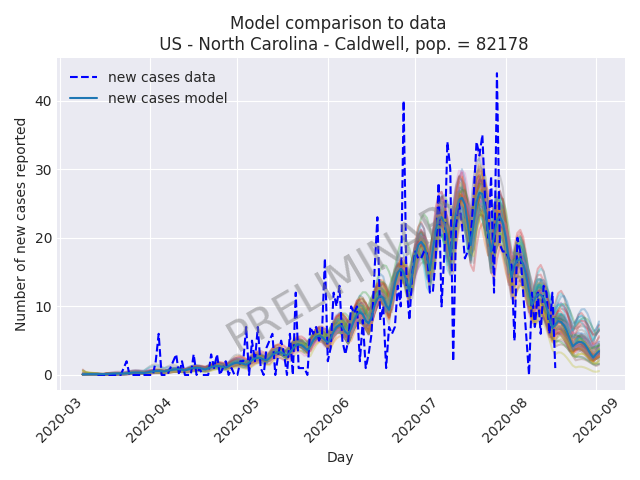 Model comparison to data
US - North Carolina - Caldwell, pop. = 82178
new cases data
new cases model
Number of new cases reported
40
30
20
10
0
PRELIMINARY
2020-03
2020-04
2020-05
2020-06
2020-07
2020-08
2020-09
Day